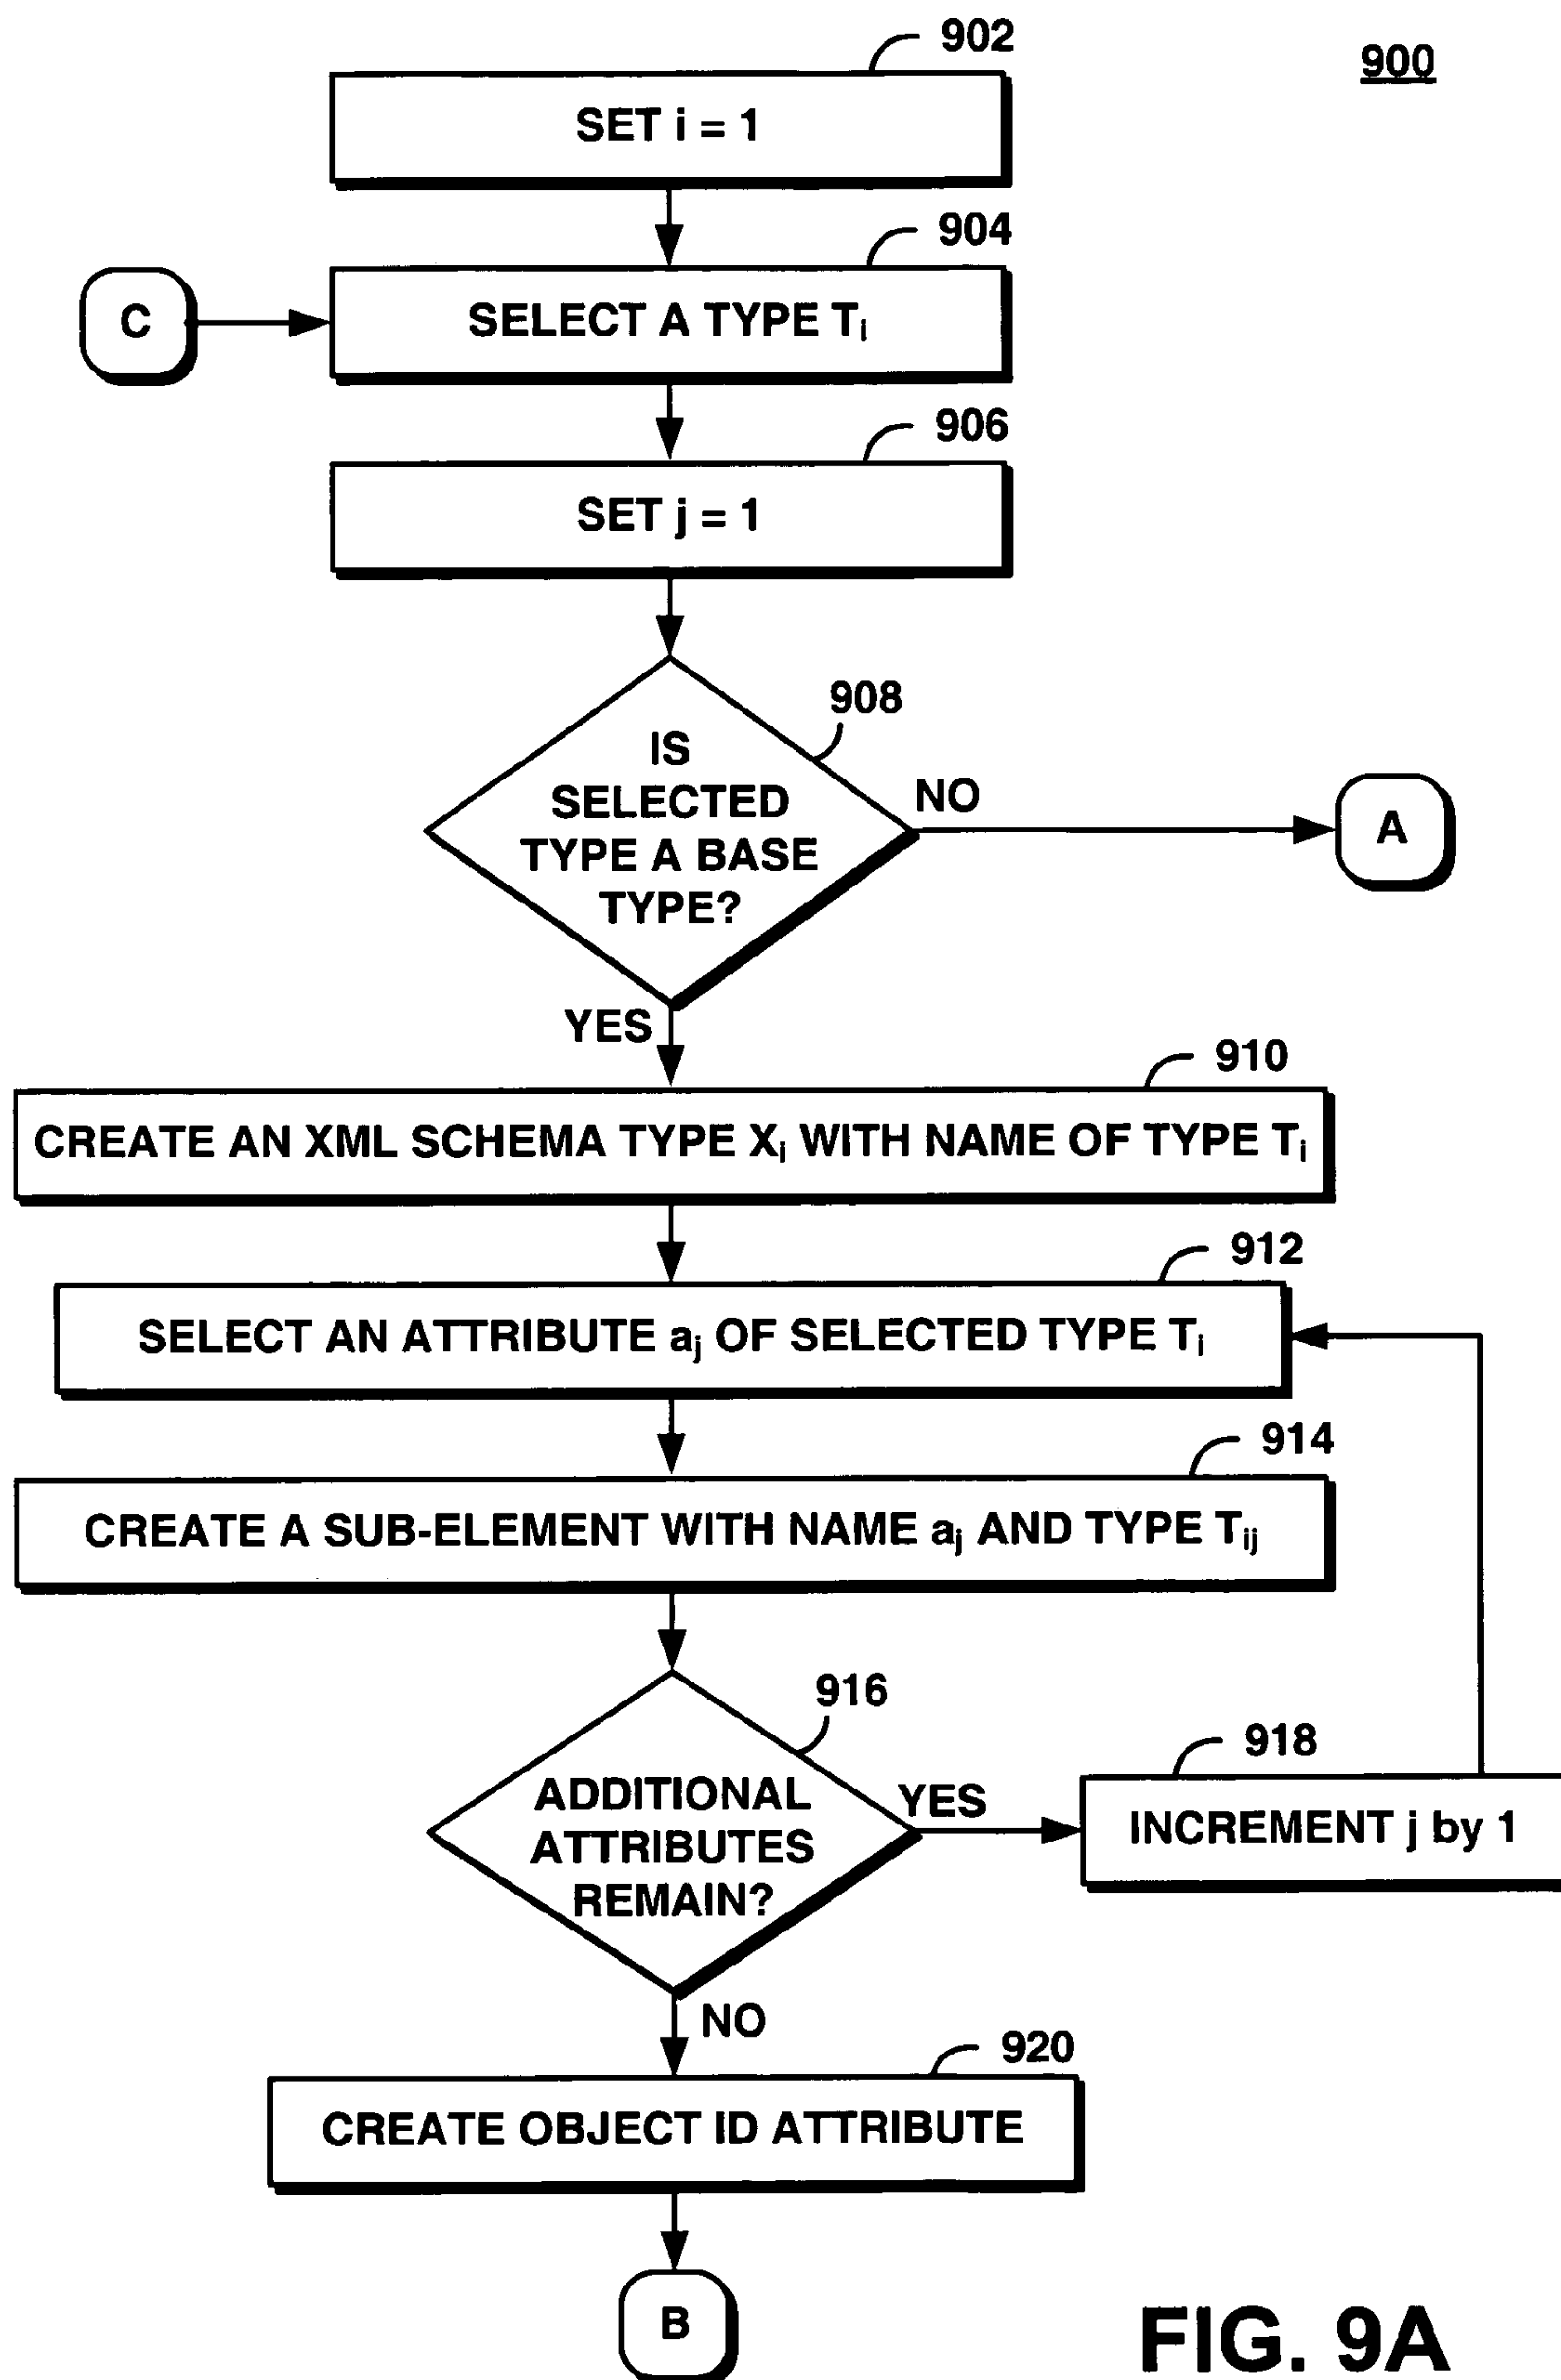 902
900
SET i = 1
904
C
SELECT A TYPE Tᵢ
906
SET j = 1
908
IS
SELECTED
TYPE A BASE
TYPE?
NO
A
YES
910
CREATE AN XML SCHEMA TYPE Xᵢ WITH NAME OF TYPE Tᵢ
912
SELECT AN ATTRIBUTE aⱼ OF SELECTED TYPE Tᵢ
914
CREATE A SUB-ELEMENT WITH NAME aⱼ AND TYPE Tᵢⱼ
916
ADDITIONAL
ATTRIBUTES
REMAIN?
YES
918
INCREMENT j by 1
NO
920
CREATE OBJECT ID ATTRIBUTE
B
FIG. 9A